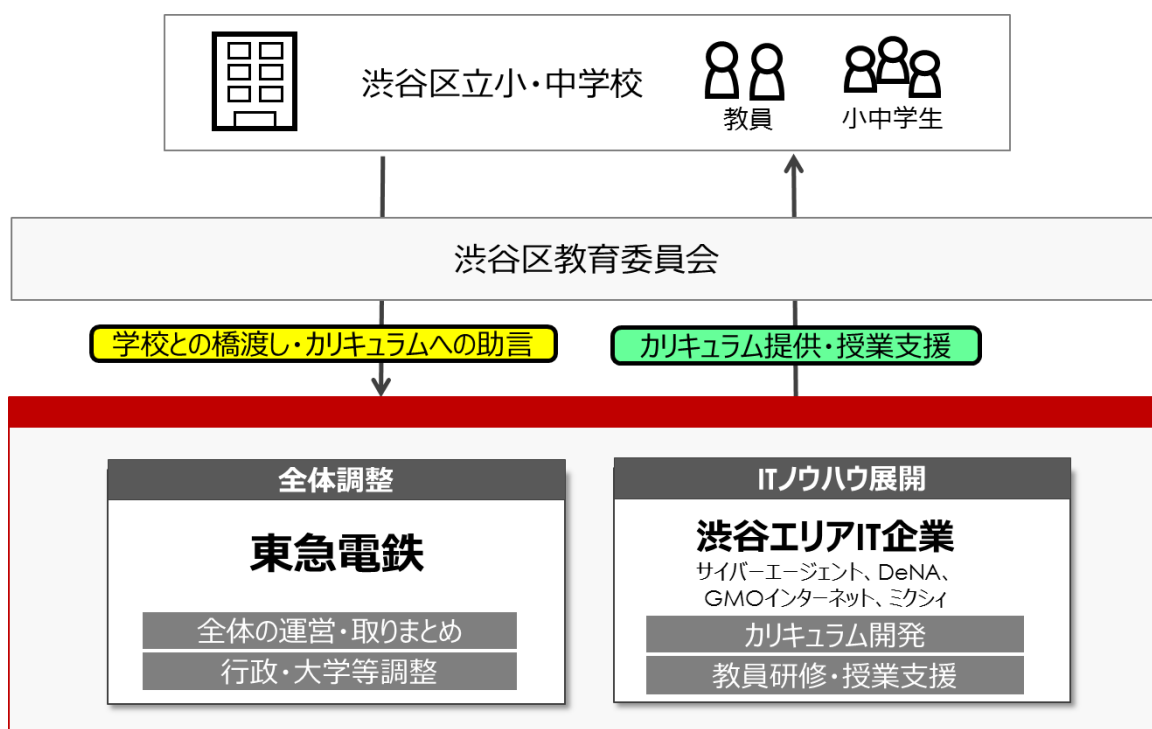 渋谷区立小・中学校
教員
小中学生
渋谷区教育委員会
学校との橋渡し・カリキュラムへの助言
カリキュラム提供・授業支援
全体調整
東急電鉄
全体の運営・取りまとめ
行政・大学等調整
ITノウハウ展開
渋谷エリアIT企業
サイバーエージェント、DeNA、
GMOインターネット、ミクシィ
カリキュラム開発
教員研修・授業支援